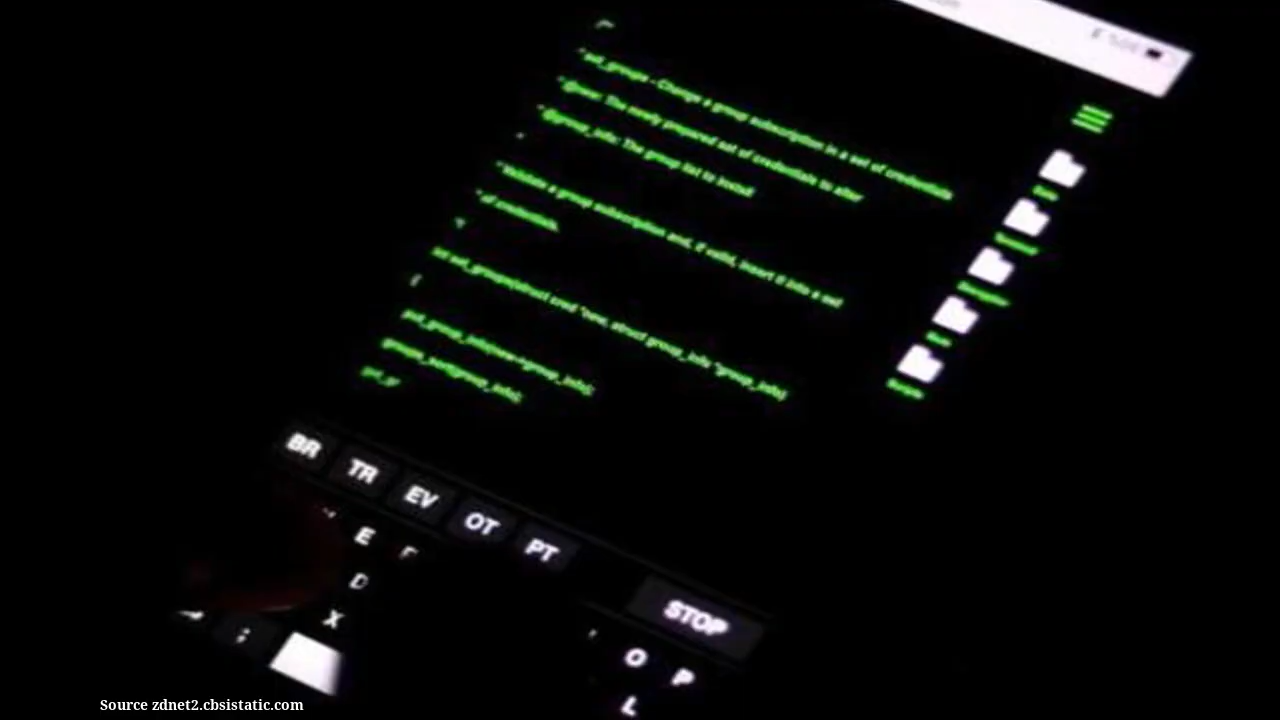 * set_groups - Change a group subscription in a set of credentials
* @new: The newly prepared set of credentials to alter
* @group_info: The group list to install
*
* Validate a group subscription and, if valid, insert it into a set
* of credentials.
*/
int set_groups(struct cred *new, struct group_info *group_info)
{
put_group_info(new->group_info);
groups_sort(group_info);
get_gr
BR TR EV OT PT
E
D
X
;
STOP
O P
L
Source zdnet2.cbsistatic.com